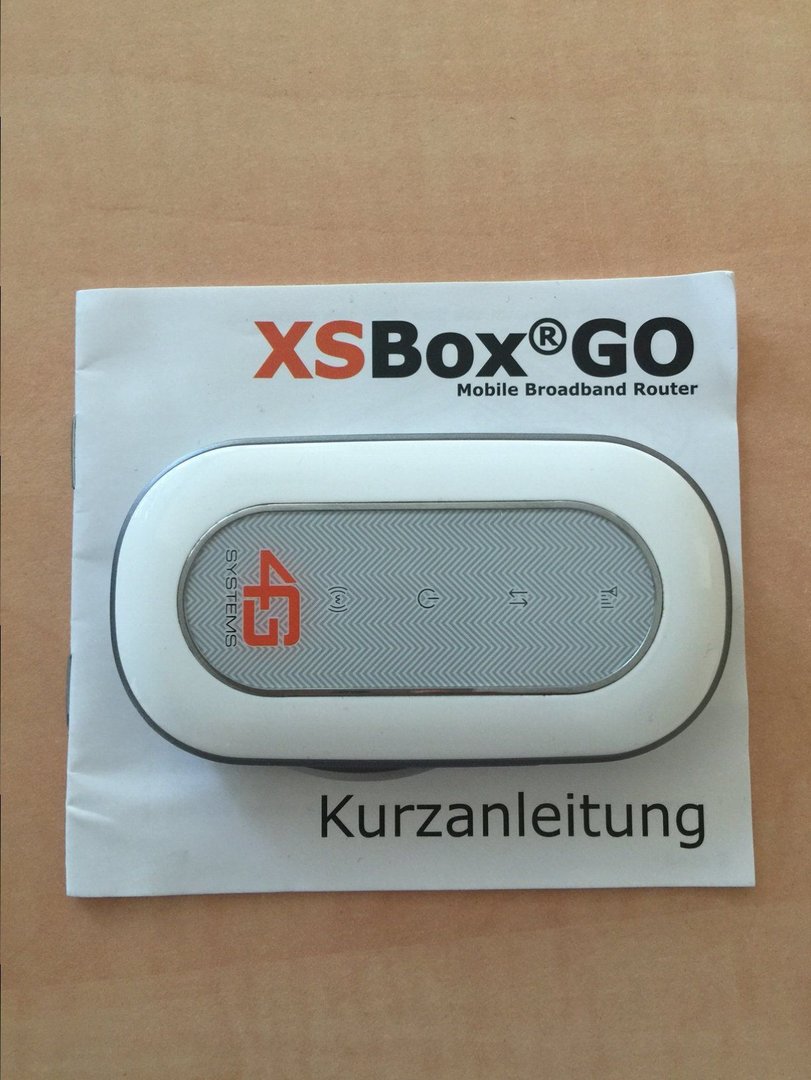 XSBox®GO
Mobile Broadband Router
4G
SYSTEMS
Kurzanleitung